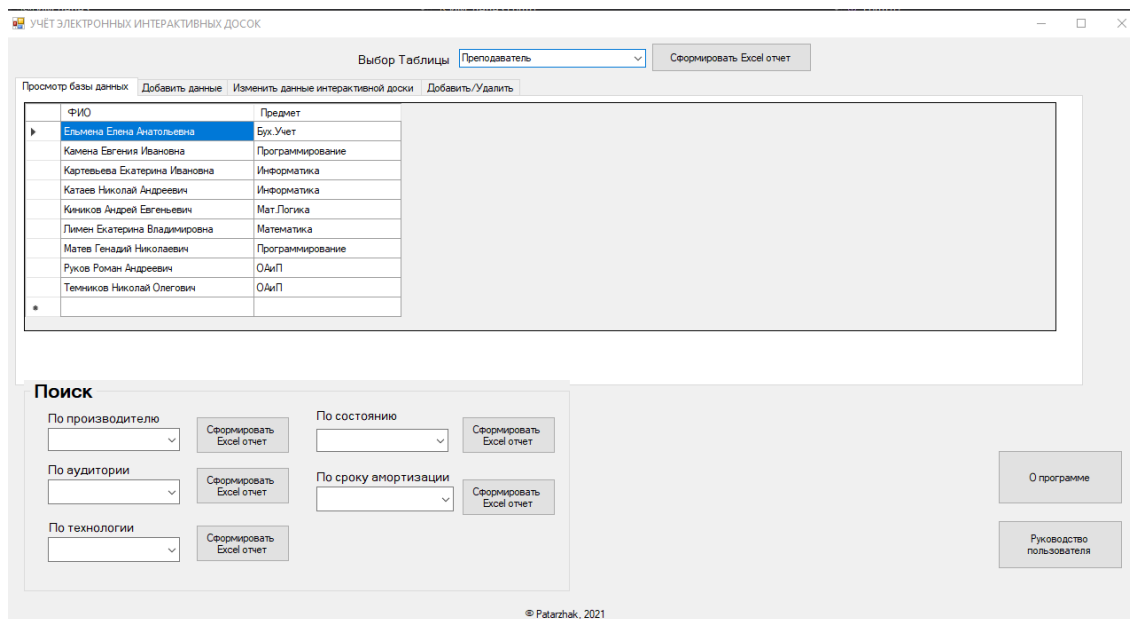 УЧЁТ ЭЛЕКТРОННЫХ ИНТЕРАКТИВНЫХ ДОСОК
Выбор Таблицы Преподаватель Сформировать Excel отчет
Просмотр базы данных Добавить данные Изменить данные интерактивной доски Добавить/Удалить
ФИО Предмет
Ельмена Елена Анатольевна Бух.Учет
Камена Евгения Ивановна Программирование
Картевьева Екатерина Ивановна Информатика
Катаев Николай Андреевич Информатика
Киников Андрей Евгеньевич Мат.Логика
Лимен Екатерина Владимировна Математика
Матев Генадий Николаевич Программирование
Руков Роман Андреевич ОАиП
Темников Николай Олегович ОАиП
Поиск
По производителю
Сформировать
Excel отчет
По состоянию
Сформировать
Excel отчет
По аудитории
Сформировать
Excel отчет
По сроку амортизации
Сформировать
Excel отчет
По технологии
Сформировать
Excel отчет
О программе
Руководство
пользователя
© Patarzhak, 2021